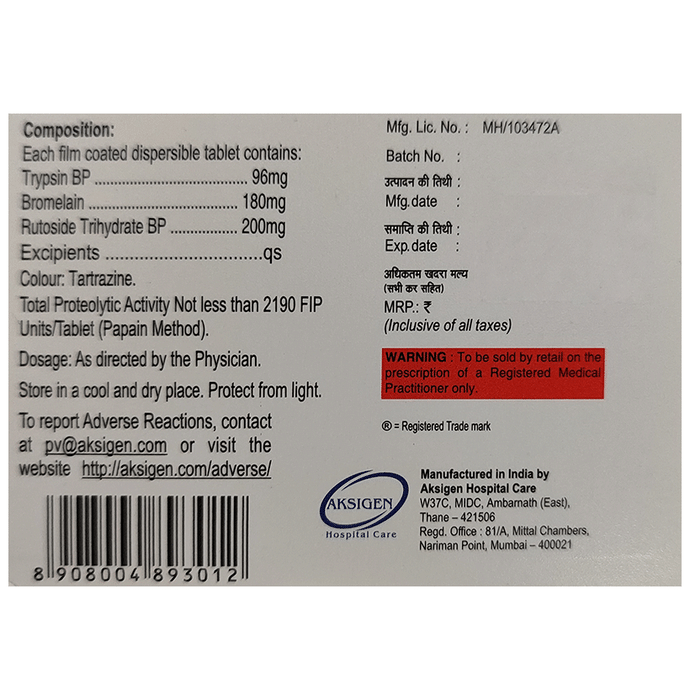 Composition:
Each film coated dispersible tablet contains:
Trypsin BP ........................................ 96mg
Bromelain ......................................... 180mg
Rutoside Trihydrate BP ................. 200mg
Excipients ..................................qs
Colour: Tartrazine.
Total Proteolytic Activity Not less than 2190 FIP
Units/Tablet (Papain Method).
Dosage: As directed by the Physician.
Store in a cool and dry place. Protect from light.
To report Adverse Reactions, contact
at pv@aksigen.com or visit the
website http://aksigen.com/adverse/
8 908004 893012
Mfg. Lic. No. : MH/103472A
Batch No. :
उत्पादन की तिथी :
Mfg.date :
समाप्ति की तिथी :
Exp.date :
अधिकतम खदरा मल्य
(सभी कर सहित)
MRP.: ₹
(Inclusive of all taxes)
WARNING : To be sold by retail on the
prescription of a Registered Medical
Practitioner only.
® = Registered Trade mark
AKSIGEN
Hospital Care
Manufactured in India by
Aksigen Hospital Care
W37C, MIDC, Ambarnath (East),
Thane – 421506
Regd. Office : 81/A, Mittal Chambers,
Nariman Point, Mumbai – 400021